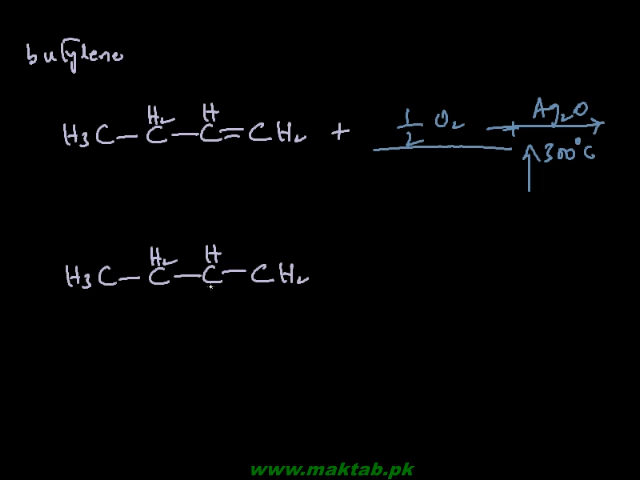 butylene
H₂ H Ag₂O
H₃C — C — C = CH₂ + 1/2 O₂ → 300°C
H₂ H
H₃C — C — C — CH₂
www.maktab.pk